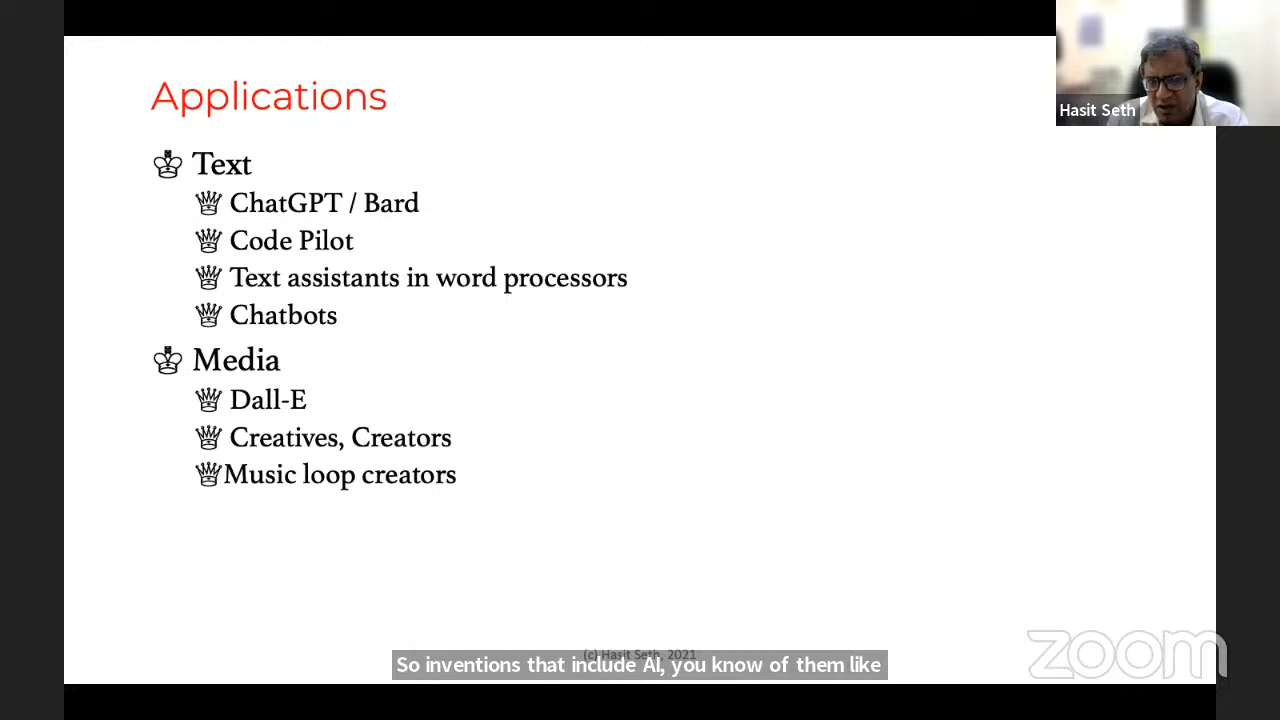 Applications
Hasit Seth
Text
ChatGPT / Bard
Code Pilot
Text assistants in word processors
Chatbots
Media
Dall-E
Creatives, Creators
Music loop creators
(c) Hasit Seth, 2021
So inventions that include AI, you know of them like
zoom